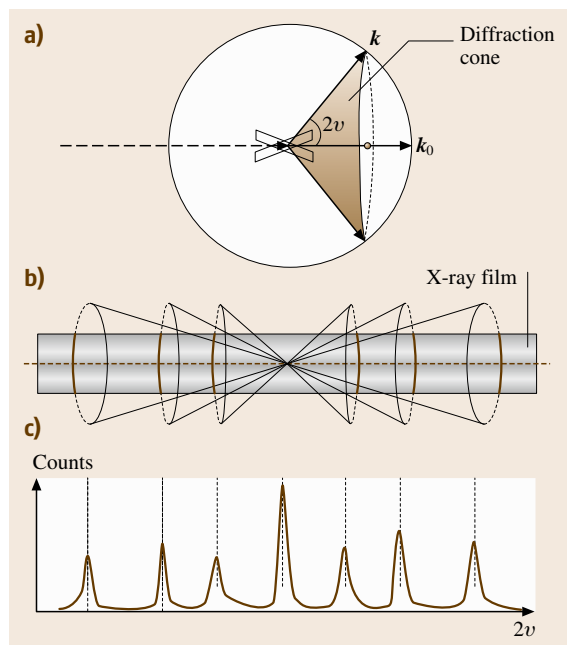 a)
k
Diffraction
cone
2υ
k0
b)
X-ray film
c)
Counts
2υ